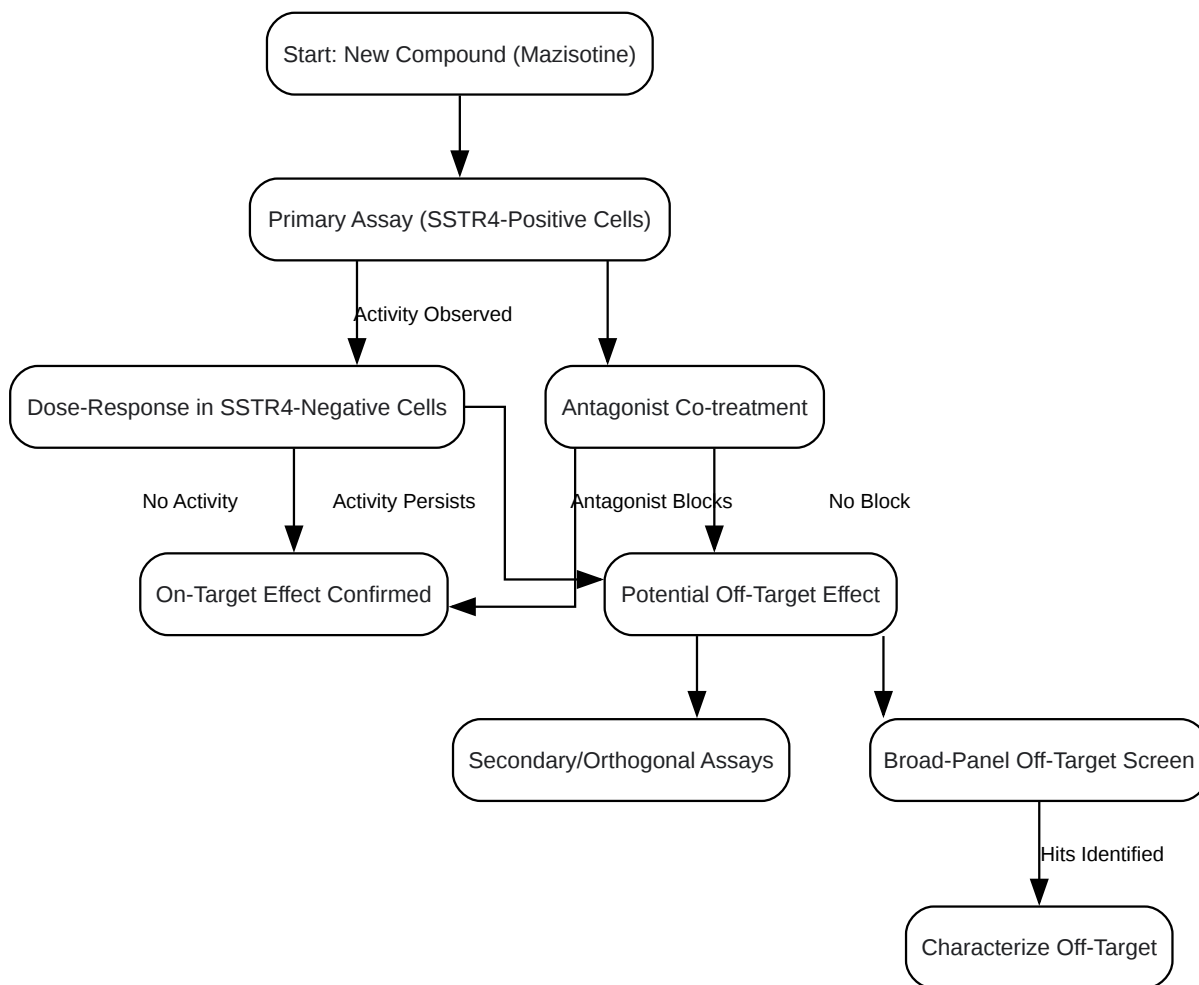 Start: New Compound (Mazisotine)
Primary Assay (SSTR4-Positive Cells)
Activity Observed
Dose-Response in SSTR4-Negative Cells
Antagonist Co-treatment
No Activity
Activity Persists
Antagonist Blocks
No Block
On-Target Effect Confirmed
Potential Off-Target Effect
Secondary/Orthogonal Assays
Broad-Panel Off-Target Screen
Hits Identified
Characterize Off-Target